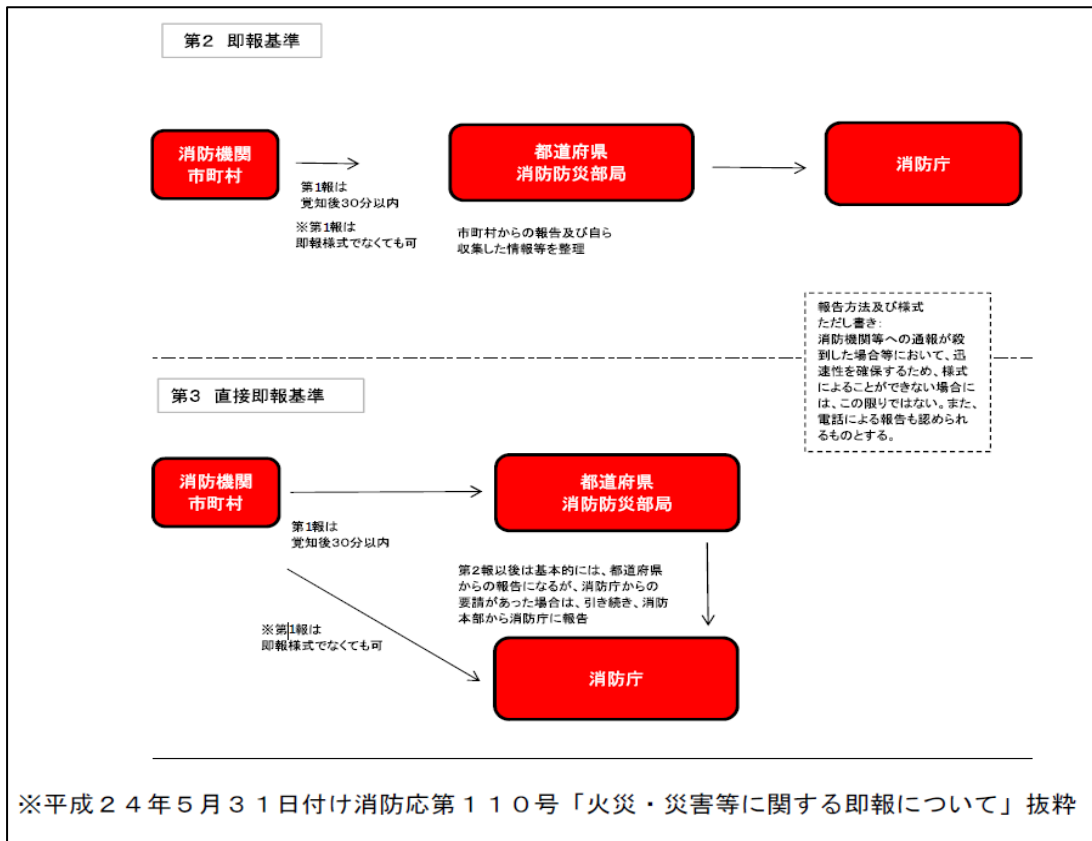 第2 即報基準
消防機関
市町村
第1報は
覚知後30分以内
※第1報は
即報様式でなくても可
都道府県
消防防災部局
市町村からの報告及び自ら
収集した情報等を整理
消防庁
報告方法及び様式
ただし書き:
消防機関等への通報が殺
到した場合等において、迅
速性を確保するため、様式
によることができない場合に
は、この限りではない。また、
電話による報告も認められ
るものとする。
第3 直接即報基準
消防機関
市町村
第1報は
覚知後30分以内
※第1報は
即報様式でなくても可
都道府県
消防防災部局
第2報以後は基本的には、都道府県
からの報告になるが、消防庁からの
要請があった場合は、引き続き、消防
本部から消防庁に報告
消防庁
※平成24年5月31日付け消防応第110号「火災・災害等に関する即報について」抜粋